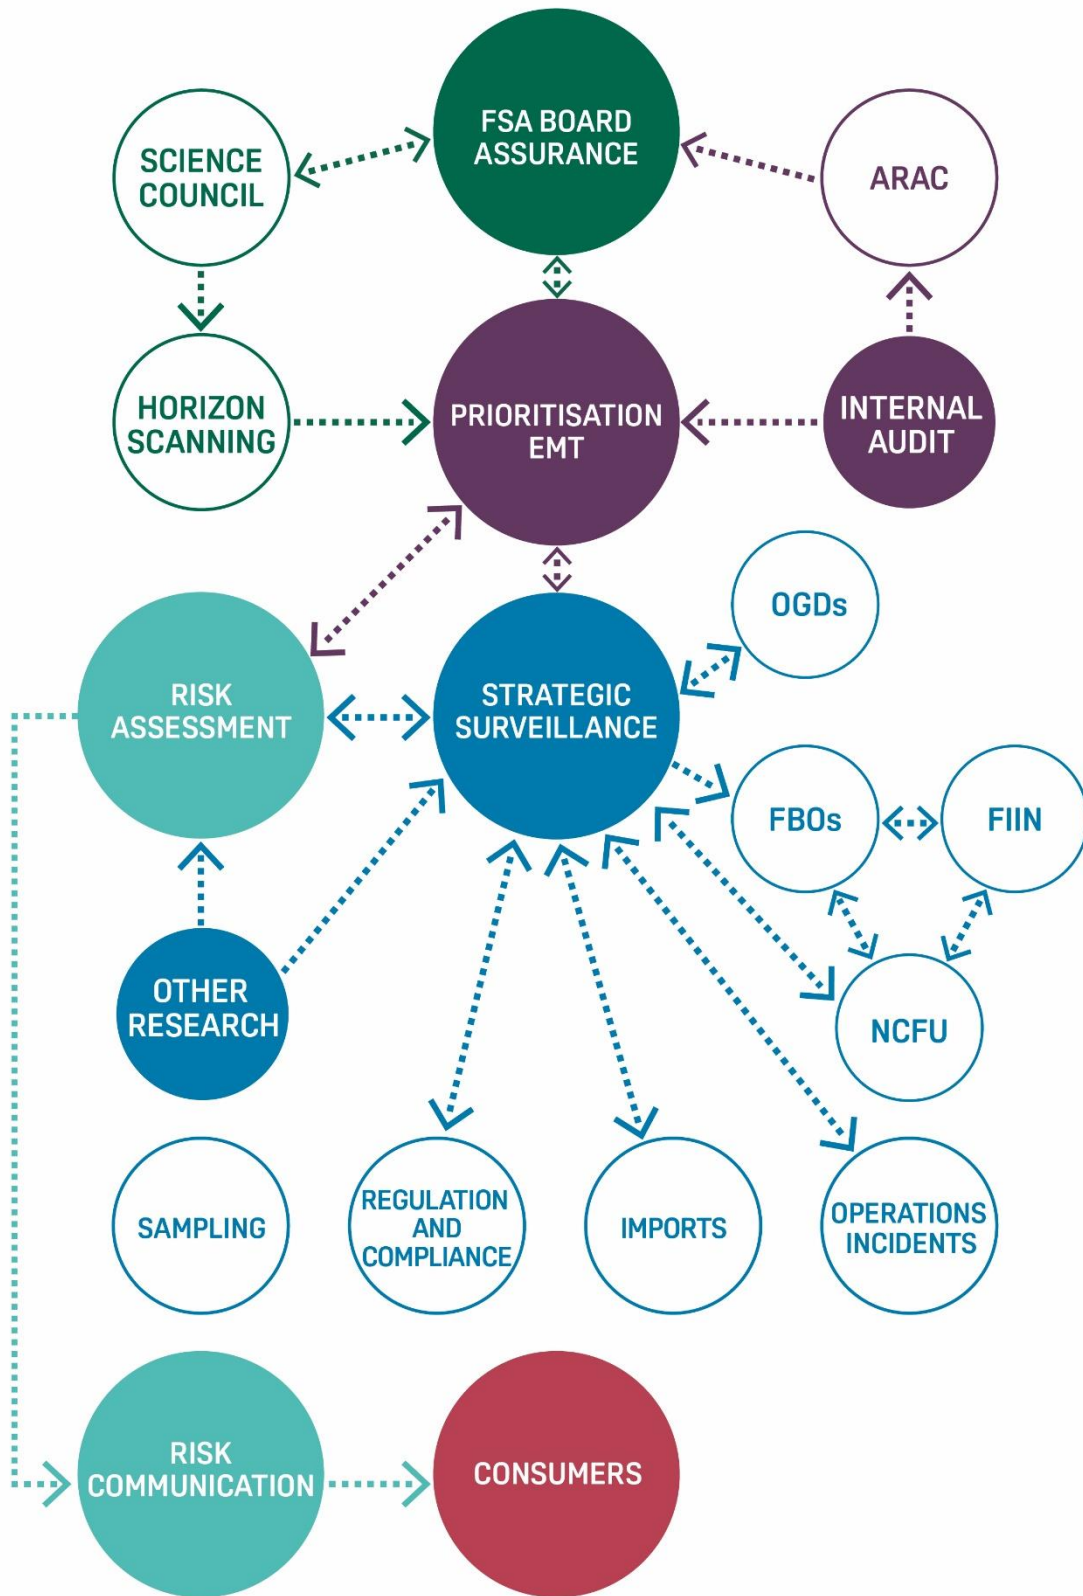 FSA BOARD
ASSURANCE
SCIENCE
COUNCIL
ARAC
HORIZON
SCANNING
PRIORITISATION
EMT
INTERNAL
AUDIT
OGDs
RISK
ASSESSMENT
STRATEGIC
SURVEILLANCE
FBOs
FIIN
OTHER
RESEARCH
NCFU
SAMPLING
REGULATION
AND
COMPLIANCE
IMPORTS
OPERATIONS
INCIDENTS
RISK
COMMUNICATION
CONSUMERS